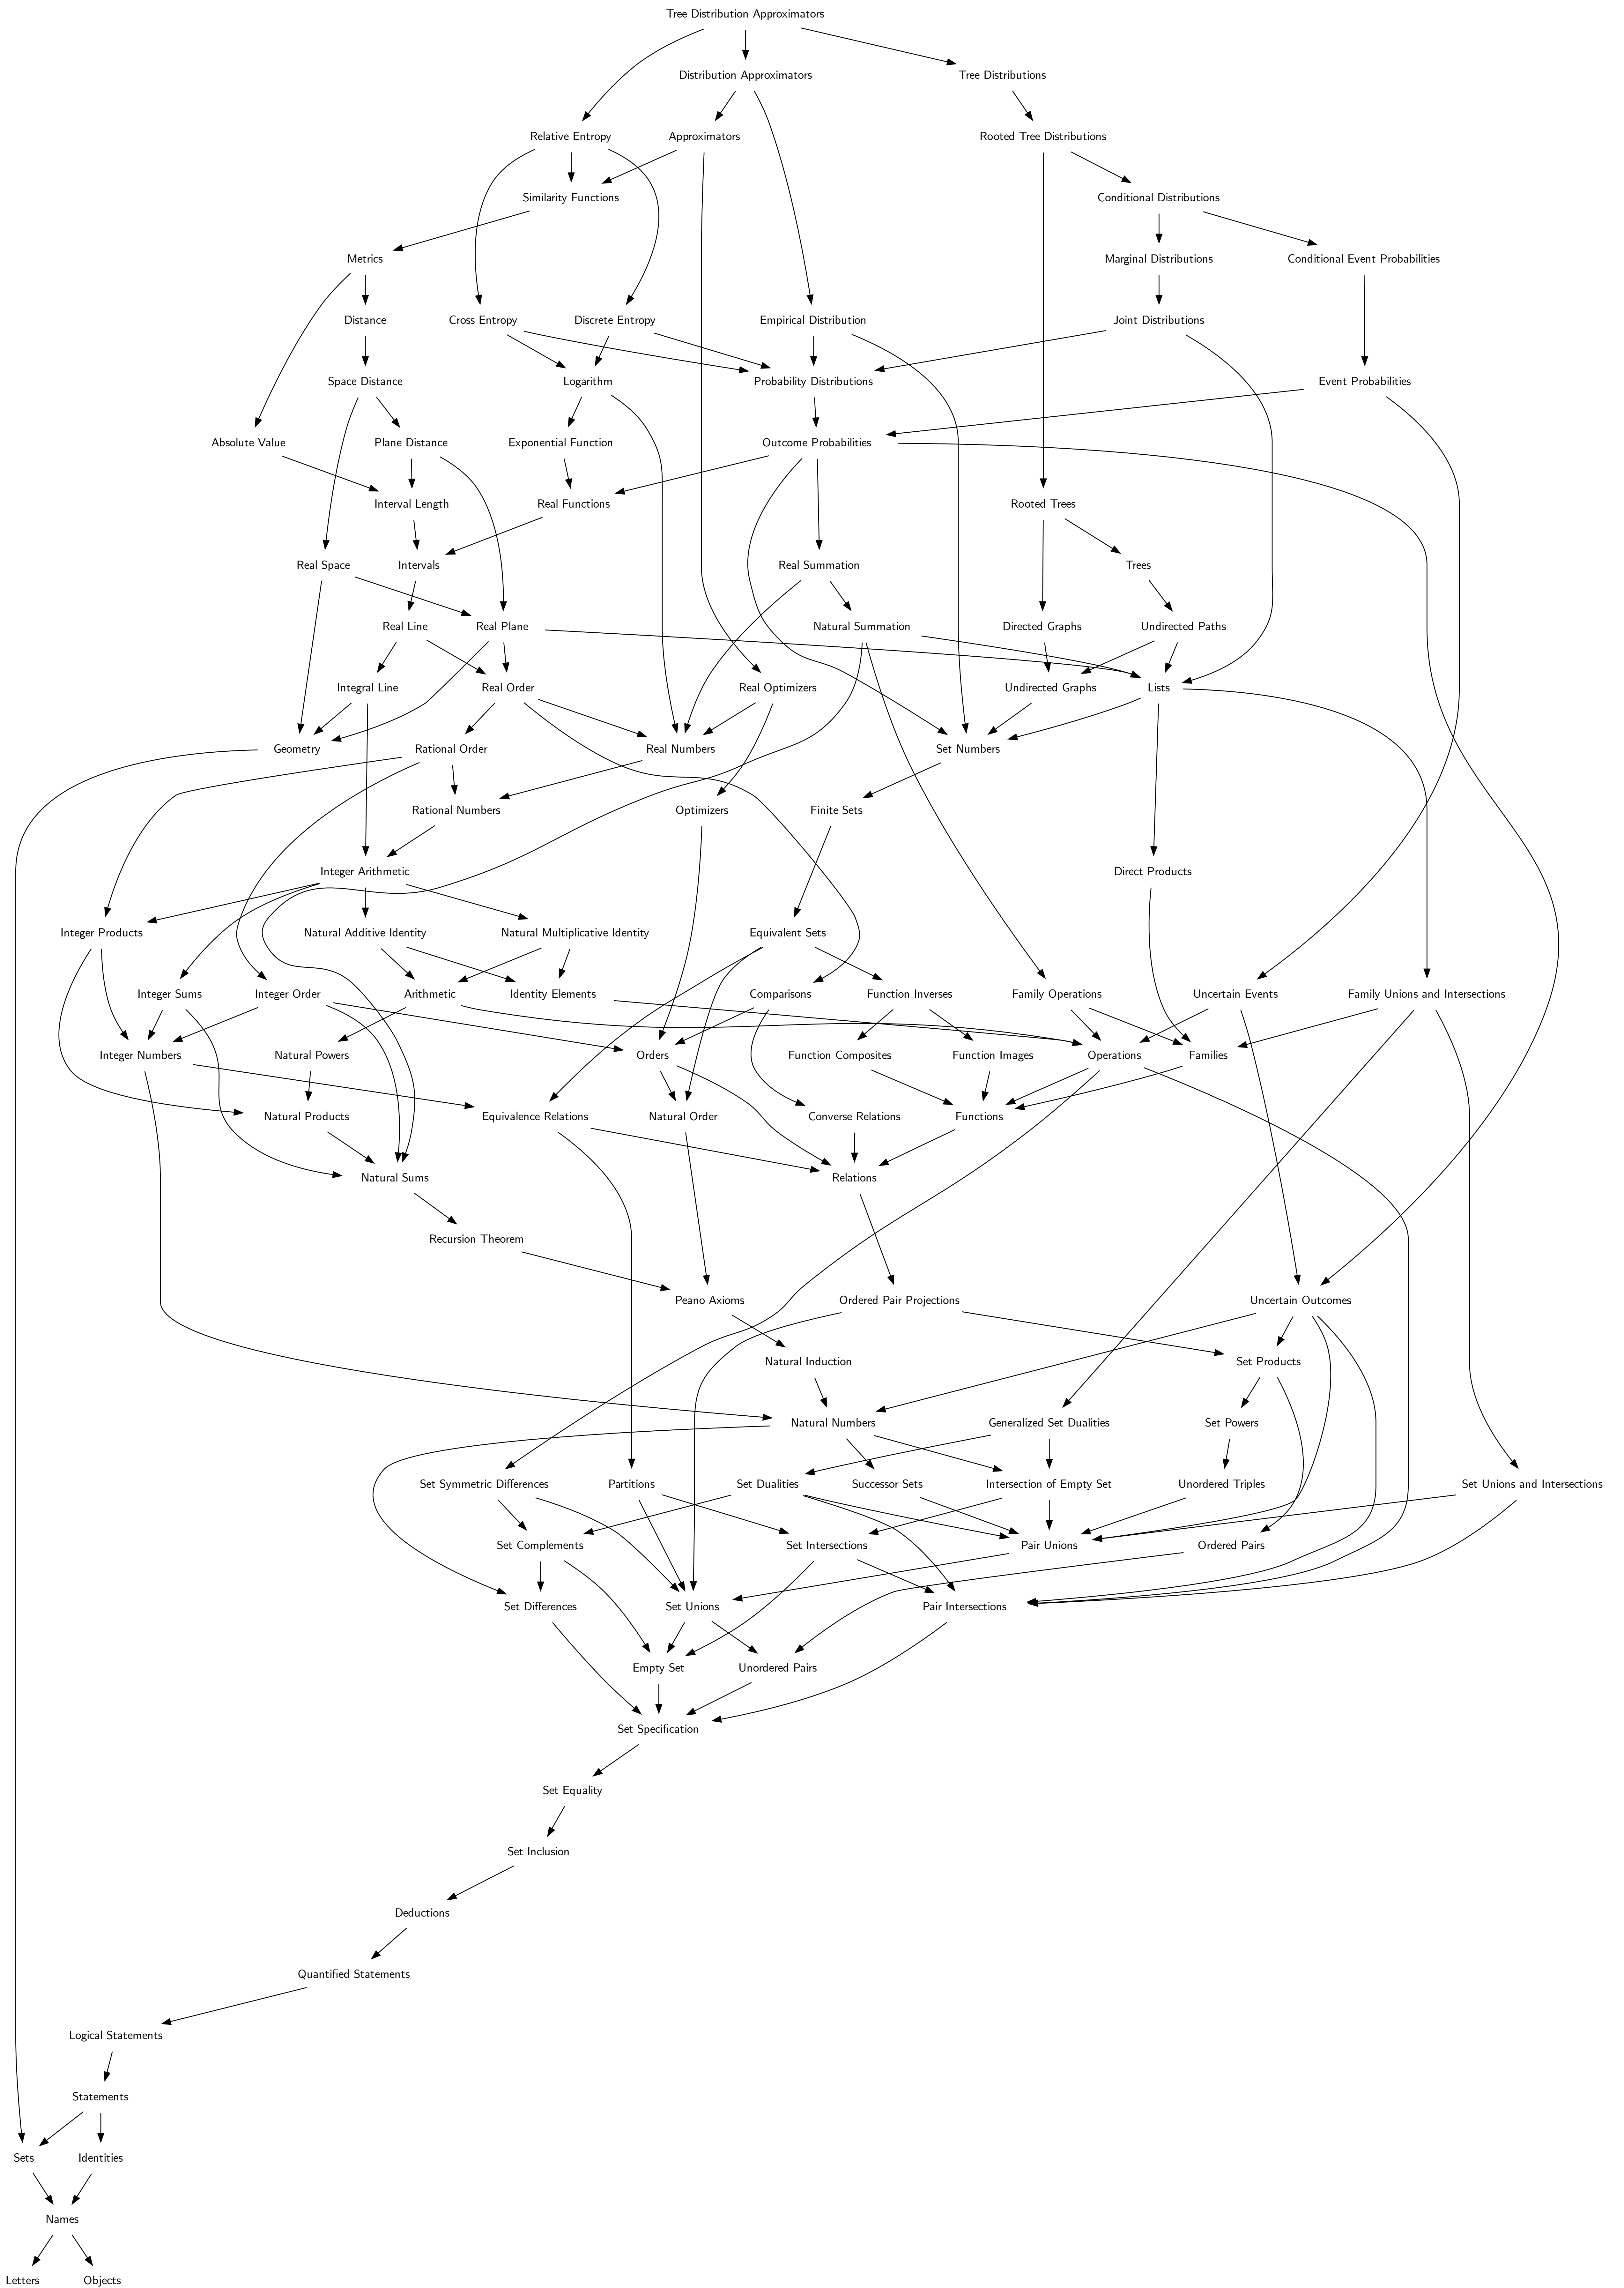 Tree Distribution Approximators
Distribution Approximators
Tree Distributions
Relative Entropy
Approximators
Rooted Tree Distributions
Similarity Functions
Conditional Distributions
Metrics
Marginal Distributions
Conditional Event Probabilities
Distance
Cross Entropy
Discrete Entropy
Empirical Distribution
Joint Distributions
Space Distance
Logarithm
Probability Distributions
Event Probabilities
Absolute Value
Plane Distance
Exponential Function
Outcome Probabilities
Interval Length
Real Functions
Rooted Trees
Real Space
Intervals
Real Summation
Trees
Real Line
Real Plane
Natural Summation
Directed Graphs
Undirected Paths
Integral Line
Real Order
Real Optimizers
Undirected Graphs
Lists
Geometry
Rational Order
Real Numbers
Set Numbers
Rational Numbers
Optimizers
Finite Sets
Integer Arithmetic
Direct Products
Integer Products
Natural Additive Identity
Natural Multiplicative Identity
Equivalent Sets
Integer Sums
Integer Order
Arithmetic
Identity Elements
Comparisons
Function Inverses
Family Operations
Uncertain Events
Family Unions and Intersections
Integer Numbers
Natural Powers
Orders
Function Composites
Function Images
Operations
Families
Natural Products
Equivalence Relations
Natural Order
Converse Relations
Functions
Natural Sums
Relations
Recursion Theorem
Peano Axioms
Ordered Pair Projections
Uncertain Outcomes
Natural Induction
Set Products
Natural Numbers
Generalized Set Dualities
Set Powers
Set Symmetric Differences
Partitions
Set Dualities
Successor Sets
Intersection of Empty Set
Unordered Triples
Set Unions and Intersections
Set Complements
Set Intersections
Pair Unions
Ordered Pairs
Set Differences
Set Unions
Pair Intersections
Empty Set
Unordered Pairs
Set Specification
Set Equality
Set Inclusion
Deductions
Quantified Statements
Logical Statements
Statements
Sets
Identities
Names
Letters
Objects